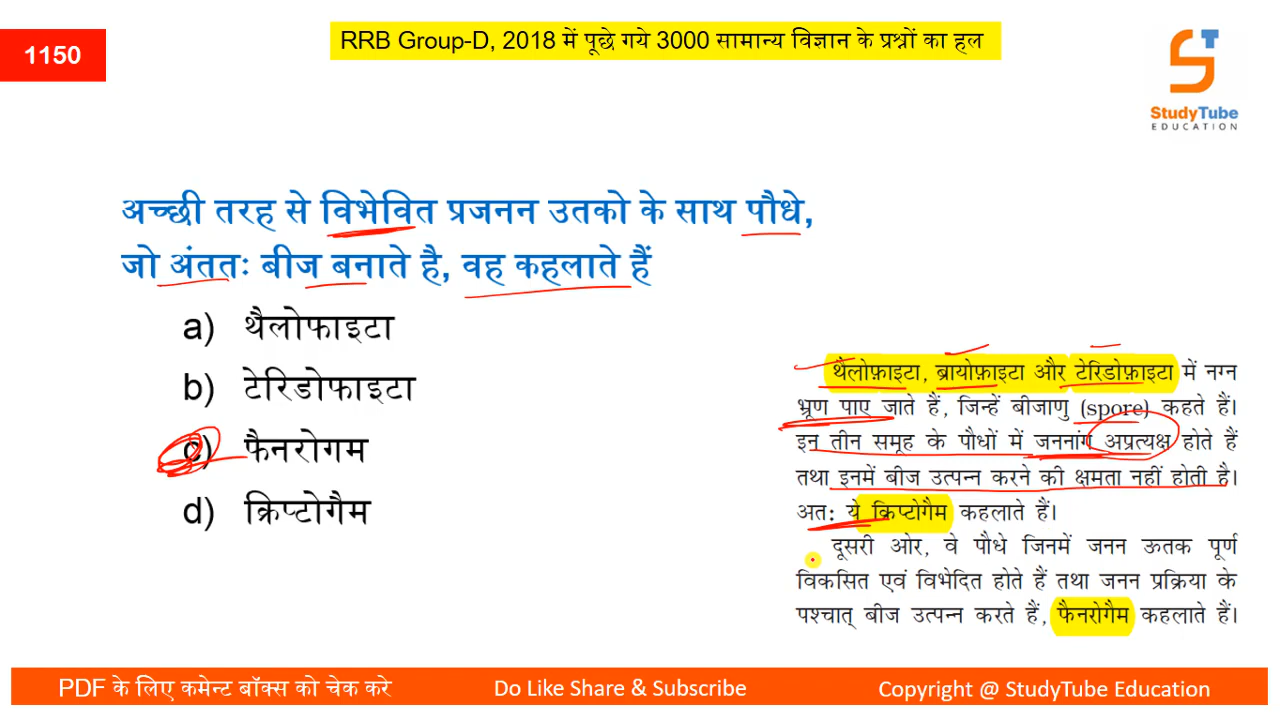 1150
RRB Group-D, 2018 में पूछे गये 3000 सामान्य विज्ञान के प्रश्नों का हल
StudyTube
EDUCATION
अच्छी तरह से विभेवित प्रजनन उतको के साथ पौधे,
जो अंततः बीज बनाते है, वह कहलाते हैं
a) थैलोफाइटा
b) टेरिडोफाइटा
c) फैनरोगम
d) क्रिप्टोगैम
थैलोफ़ाइटा, ब्रायोफ़ाइटा और टेरिडोफ़ाइटा में नग्न
भ्रूण पाए जाते हैं, जिन्हें बीजाणु (spore) कहते हैं।
इन तीन समूह के पौधों में जननांग अप्रत्यक्ष होते हैं
तथा इनमें बीज उत्पन्न करने की क्षमता नहीं होती है।
अतः ये क्रिप्टोगैम कहलाते हैं।
दूसरी ओर, वे पौधे जिनमें जनन ऊतक पूर्ण
विकसित एवं विभेदित होते हैं तथा जनन प्रक्रिया के
पश्चात् बीज उत्पन्न करते हैं, फैनरोगैम कहलाते हैं।
PDF के लिए कमेन्ट बॉक्स को चेक करे
Do Like Share & Subscribe
Copyright @ StudyTube Education